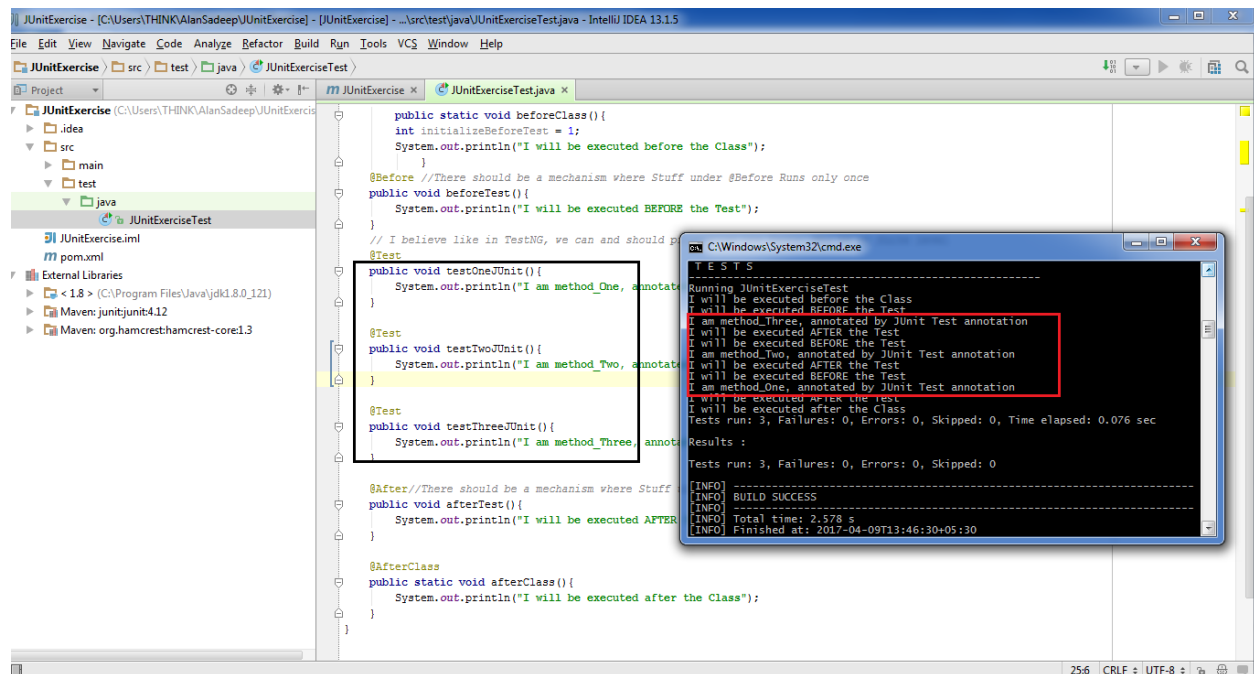 JUnitExercise - [C:\Users\THINK\AlanSadeep\JUnitExercise] - [JUnitExercise] - ...\src\test\java\JUnitExerciseTest.java - IntelliJ IDEA 13.1.5
File Edit View Navigate Code Analyze Refactor Build Run Tools VCS Window Help
JUnitExercise src test java JUnitExerciseTest
Project
JUnitExercise
JUnitExerciseTest.java
JUnitExercise (C:\Users\THINK\AlanSadeep\JUnitExercis
.idea
src
main
test
java
JUnitExerciseTest
JUnitExercise.iml
pom.xml
External Libraries
< 1.8 > (C:\Program Files\Java\jdk1.8.0_121)
Maven: junit:junit:4.12
Maven: org.hamcrest:hamcrest-core:1.3
public static void beforeClass(){
int initializeBeforeTest = 1;
System.out.println("I will be executed before the Class");
}
@Before //There should be a mechanism where Stuff under @Before Runs only once
public void beforeTest(){
System.out.println("I will be executed BEFORE the Test");
}
// I believe like in TestNG, we can and should p
@Test
public void testOneJUnit(){
System.out.println("I am method_One, annotate
}
@Test
public void testTwoJUnit(){
System.out.println("I am method_Two, annotate
}
@Test
public void testThreeJUnit(){
System.out.println("I am method_Three, annota
}
@After//There should be a mechanism where Stuff
public void afterTest(){
System.out.println("I will be executed AFTER
}
@AfterClass
public static void afterClass(){
System.out.println("I will be executed after the Class");
}
}
C:\Windows\System32\cmd.exe
T E S T S
-------------------------------------------------------
Running JUnitExerciseTest
I will be executed before the Class
I will be executed BEFORE the Test
I am method_Three, annotated by JUnit Test annotation
I will be executed AFTER the Test
I will be executed BEFORE the Test
I am method_Two, annotated by JUnit Test annotation
I will be executed AFTER the Test
I will be executed BEFORE the Test
I am method_One, annotated by JUnit Test annotation
I will be executed AFTER the Test
I will be executed after the Class
Tests run: 3, Failures: 0, Errors: 0, Skipped: 0, Time elapsed: 0.076 sec
Results :
Tests run: 3, Failures: 0, Errors: 0, Skipped: 0
[INFO] ------------------------------------------------------------------------
[INFO] BUILD SUCCESS
[INFO] ------------------------------------------------------------------------
[INFO] Total time: 2.578 s
[INFO] Finished at: 2017-04-09T13:46:30+05:30
25:6 CRLF UTF-8